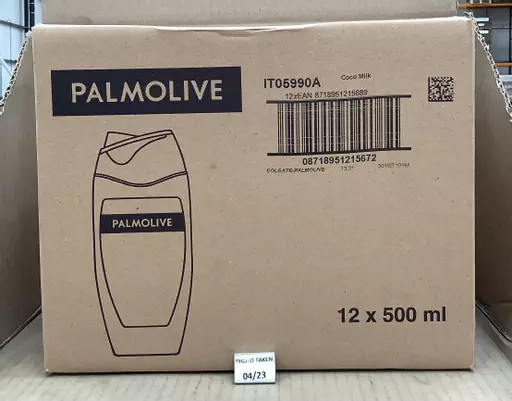 PALMOLIVE
IT05990A
Coco Milk
12xEAN 8718951215689
08718951215672
COLGATE-PALMOLIVE
PALMOLIVE
12 x 500 ml
PHOTO TAKEN
04/23